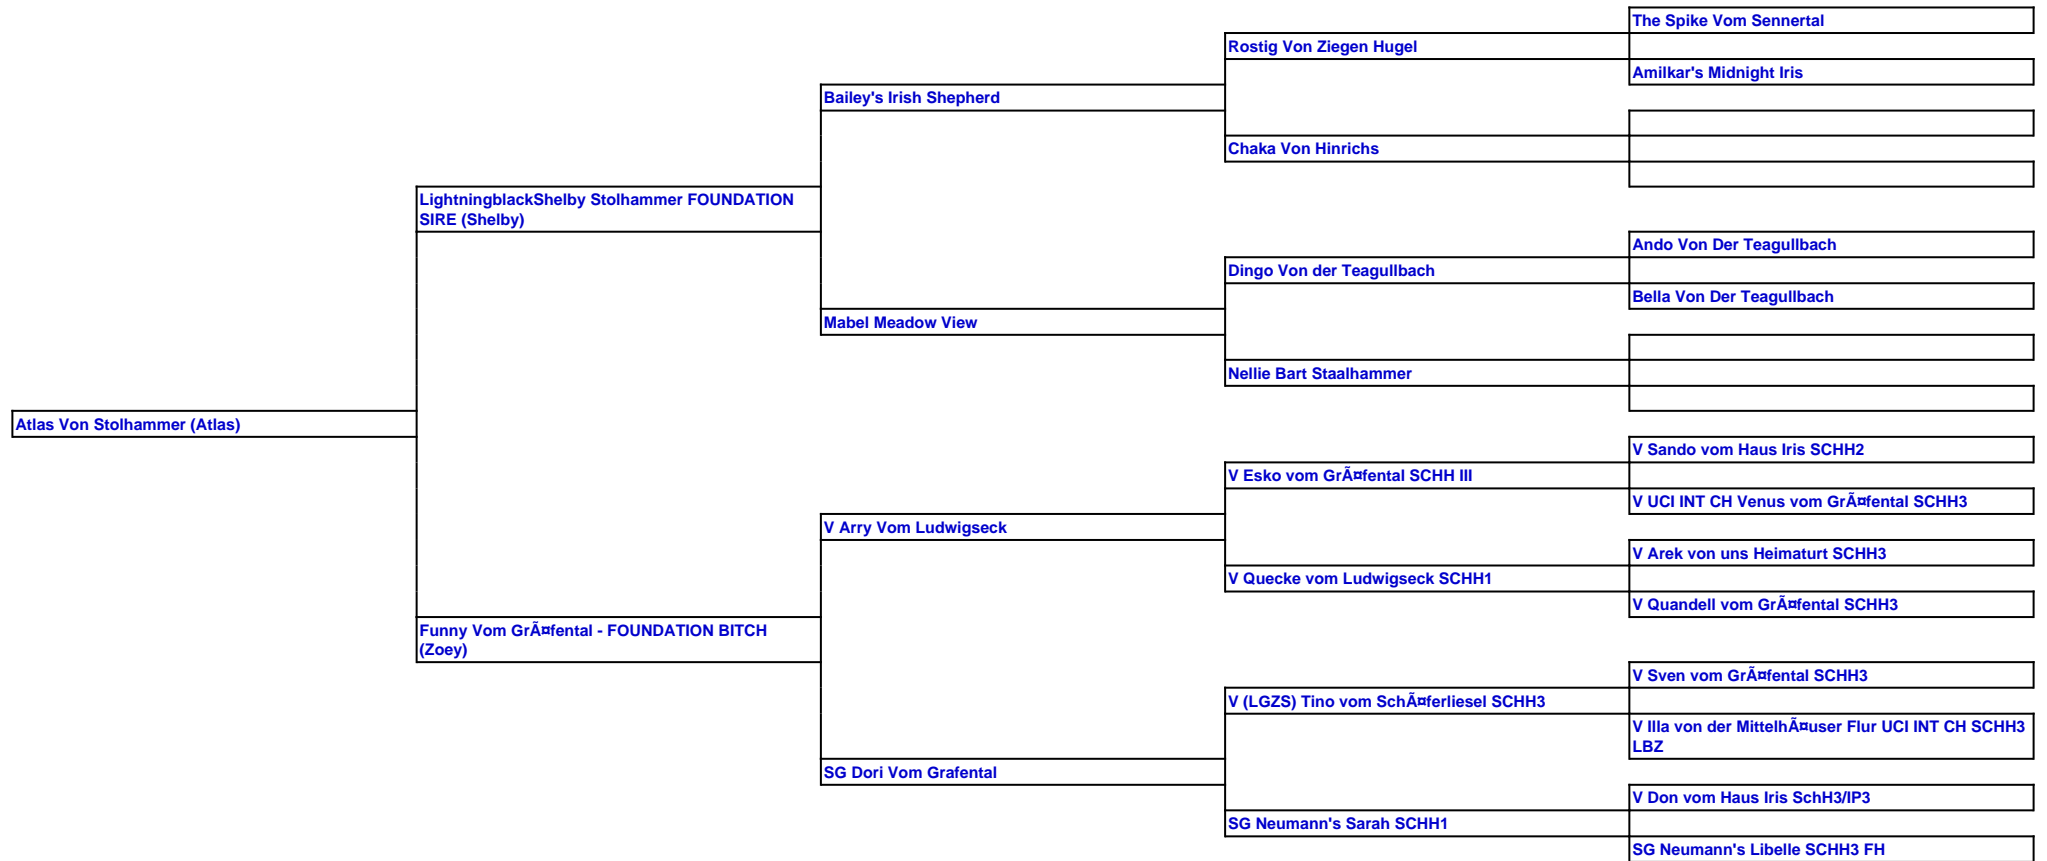 The Spike Vom Sennertal
Rostig Von Ziegen Hugel
Amilkar's Midnight Iris
Bailey's Irish Shepherd
Chaka Von Hinrichs
LightningblackShelby Stolhammer FOUNDATION
SIRE (Shelby)
Ando Von Der Teagullbach
Dingo Von der Teagullbach
Bella Von Der Teagullbach
Mabel Meadow View
Nellie Bart Staalhammer
Atlas Von Stolhammer (Atlas)
V Sando vom Haus Iris SCHH2
V Esko vom GrÃ¤fental SCHH III
V UCI INT CH Venus vom GrÃ¤fental SCHH3
V Arry Vom Ludwigseck
V Arek von uns Heimaturt SCHH3
V Quecke vom Ludwigseck SCHH1
V Quandell vom GrÃ¤fental SCHH3
Funny Vom GrÃ¤fental - FOUNDATION BITCH
(Zoey)
V Sven vom GrÃ¤fental SCHH3
V (LGZS) Tino vom SchÃ¤ferliesel SCHH3
V Illa von der MittelhÃ¤user Flur UCI INT CH SCHH3
LBZ
SG Dori Vom Grafental
V Don vom Haus Iris SchH3/IP3
SG Neumann's Sarah SCHH1
SG Neumann's Libelle SCHH3 FH